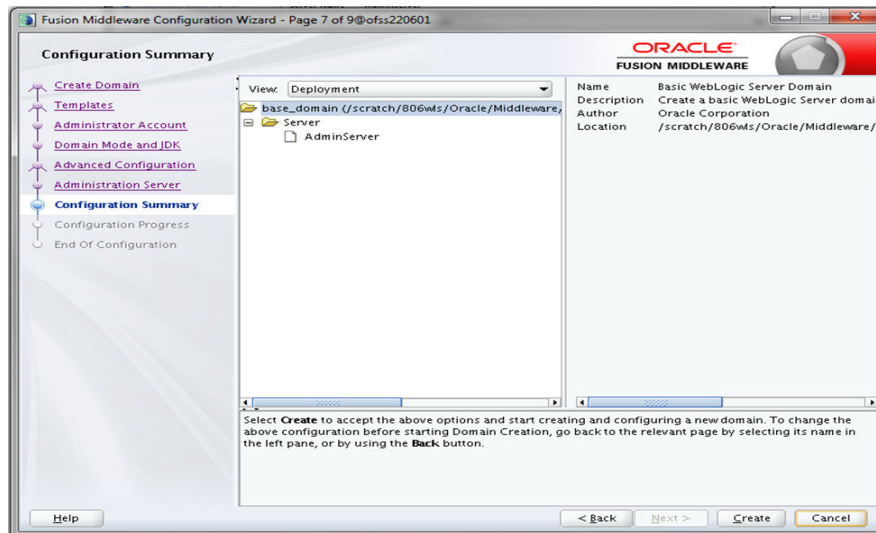 Fusion Middleware Configuration Wizard - Page 7 of 9@ofss220601
Configuration Summary
ORACLE
FUSION MIDDLEWARE
Create Domain
Templates
Administrator Account
Domain Mode and JDK
Advanced Configuration
Administration Server
Configuration Summary
Configuration Progress
End Of Configuration
View: Deployment
base_domain (/scratch/806wls/Oracle/Middleware,
Server
AdminServer
Name Basic WebLogic Server Domain
Description Create a basic WebLogic Server domai
Author Oracle Corporation
Location /scratch/806wls/Oracle/Middleware/
Select Create to accept the above options and start creating and configuring a new domain. To change the
above configuration before starting Domain Creation, go back to the relevant page by selecting its name in
the left pane, or by using the Back button.
Help
< Back
Next >
Create
Cancel